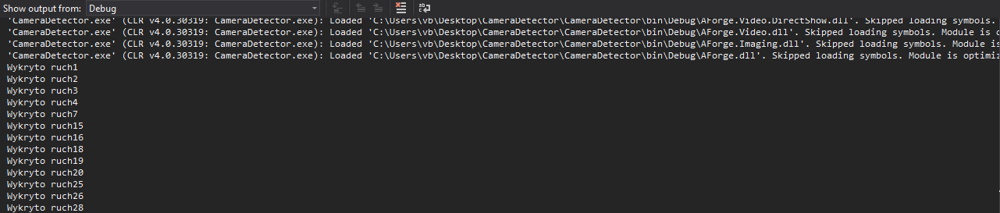 Show output from: Debug
'CameraDetector.exe' (CLR v4.0.30319: CameraDetector.exe): Loaded 'C:\Users\vb\Desktop\CameraDetector\CameraDetector\bin\Debug\AForge.Video.DirectShow.dll'. Skipped loading symbols.
'CameraDetector.exe' (CLR v4.0.30319: CameraDetector.exe): Loaded 'C:\Users\vb\Desktop\CameraDetector\CameraDetector\bin\Debug\AForge.Video.dll'. Skipped loading symbols. Module is
'CameraDetector.exe' (CLR v4.0.30319: CameraDetector.exe): Loaded 'C:\Users\vb\Desktop\CameraDetector\CameraDetector\bin\Debug\AForge.Imaging.dll'. Skipped loading symbols. Module is
'CameraDetector.exe' (CLR v4.0.30319: CameraDetector.exe): Loaded 'C:\Users\vb\Desktop\CameraDetector\CameraDetector\bin\Debug\AForge.dll'. Skipped loading symbols. Module is optimiz
Wykryto ruch1
Wykryto ruch2
Wykryto ruch3
Wykryto ruch4
Wykryto ruch7
Wykryto ruch15
Wykryto ruch16
Wykryto ruch18
Wykryto ruch19
Wykryto ruch20
Wykryto ruch25
Wykryto ruch26
Wykryto ruch28